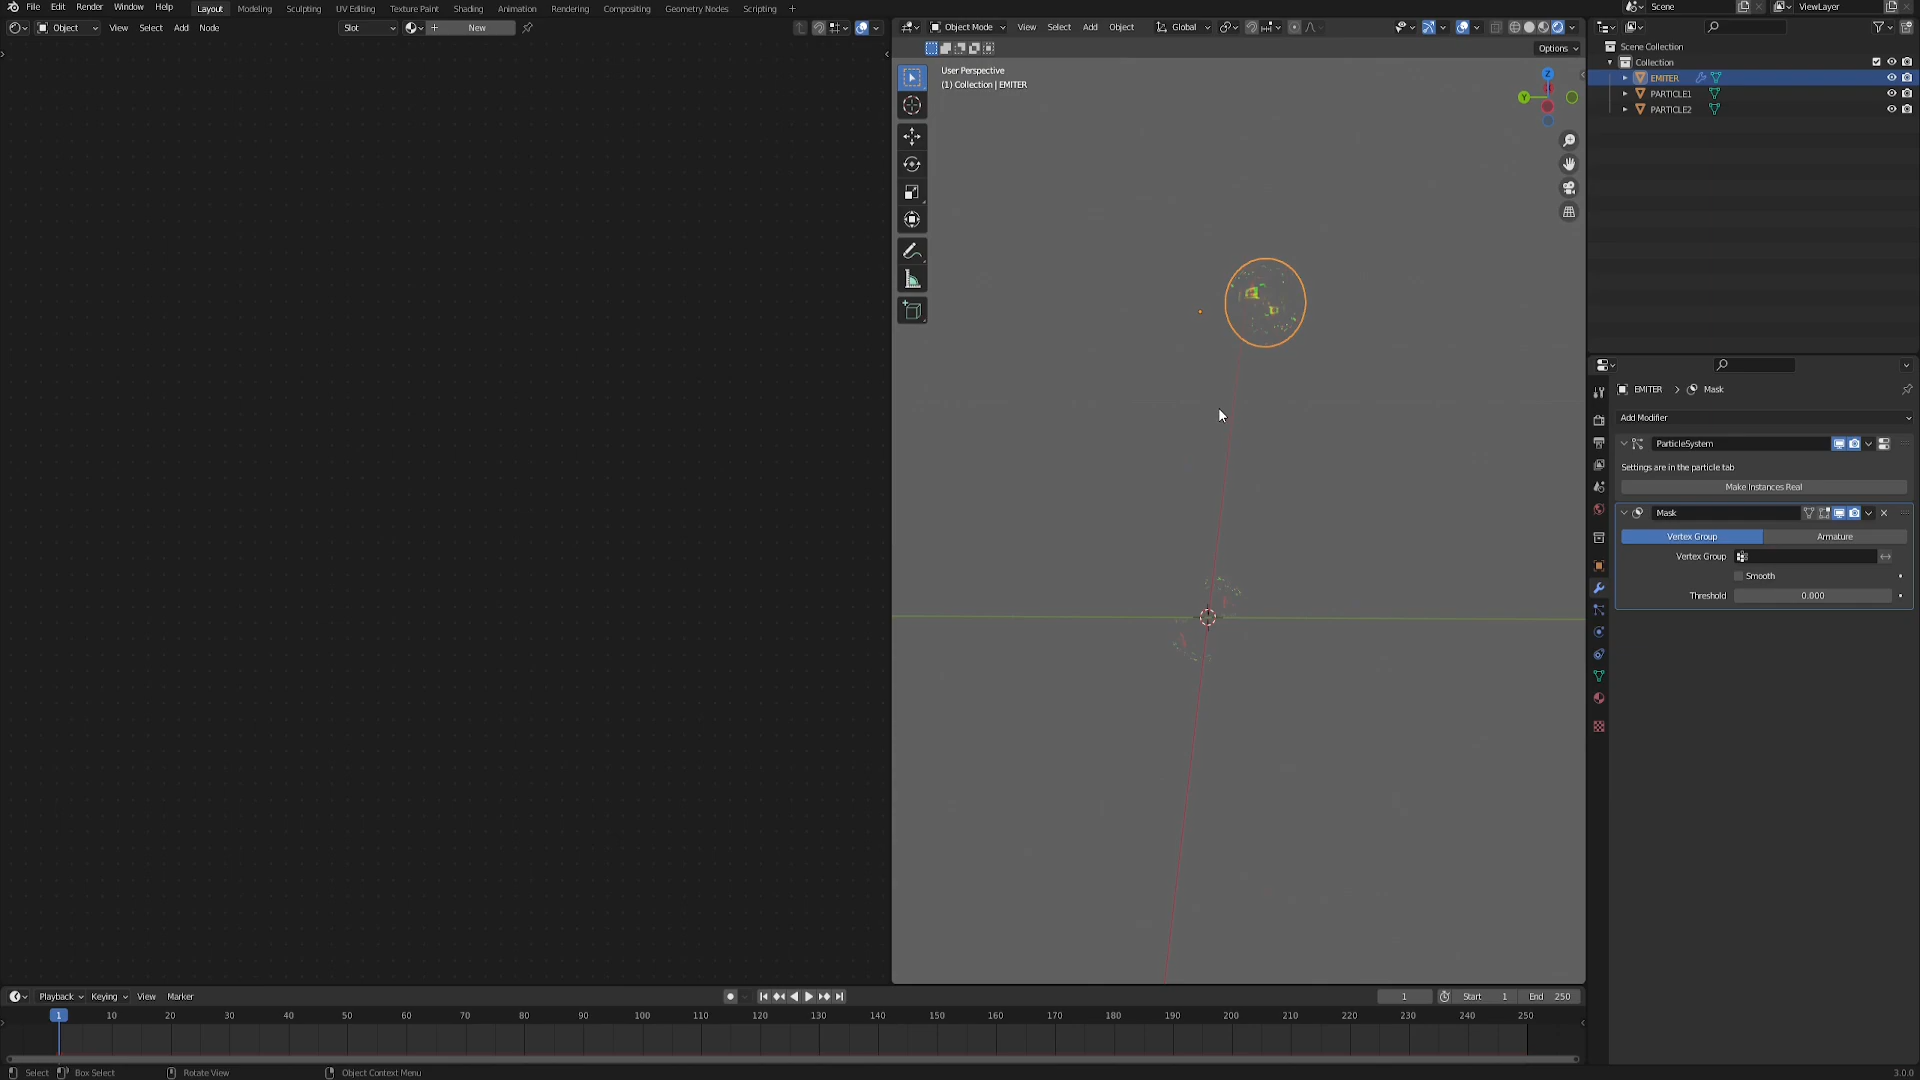 File Edit Render Window Help Layout Modeling Sculpting UV Editing Texture Paint Shading Animation Rendering Compositing Geometry Nodes Scripting + Scene ViewLayer
Object View Select Add Node Slot New
Object Mode View Select Add Object Global
Options
User Perspective
(1) Collection | EMITER
Z
Y
Scene Collection
Collection
EMITER
PARTICLE1
PARTICLE2
EMITER > Mask
Add Modifier
ParticleSystem
Settings are in the particle tab
Make Instances Real
Mask
Vertex Group Armature
Vertex Group
Smooth
Threshold 0.000
Playback Keying View Marker 1 Start 1 End 250
1 10 20 30 40 50 60 70 80 90 100 110 120 130 140 150 160 170 180 190 200 210 220 230 240 250
Select Box Select Rotate View Object Context Menu 3.0.0